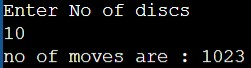 Enter No of discs
10
no of moves are : 1023